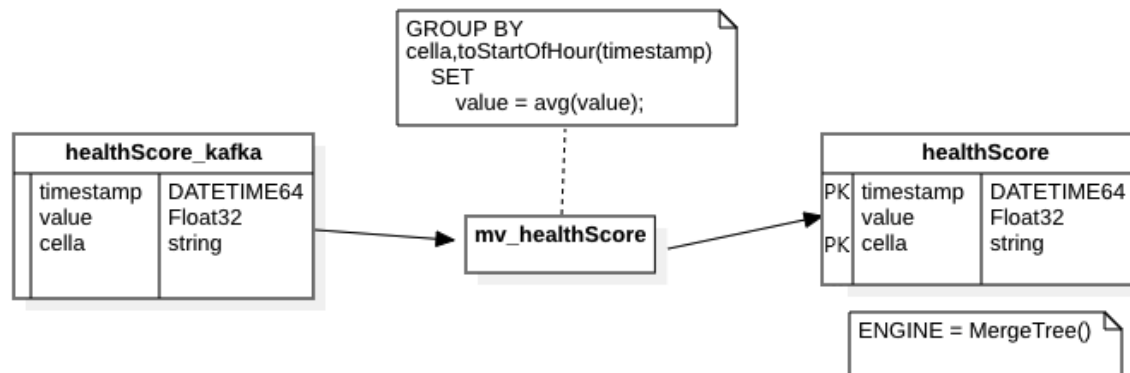 GROUP BY
cella,toStartOfHour(timestamp)
SET
value = avg(value);
healthScore_kafka
timestamp DATETIME64
value Float32
cella string
mv_healthScore
healthScore
PK timestamp DATETIME64
value Float32
PK cella string
ENGINE = MergeTree()